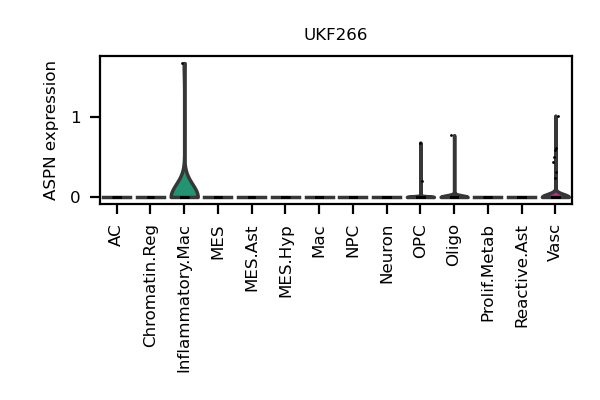 UKF266
ASPN expression
1
0
AC
Chromatin.Reg
Inflammatory.Mac
MES
MES.Ast
MES.Hyp
Mac
NPC
Neuron
OPC
Oligo
Prolif.Metab
Reactive.Ast
Vasc